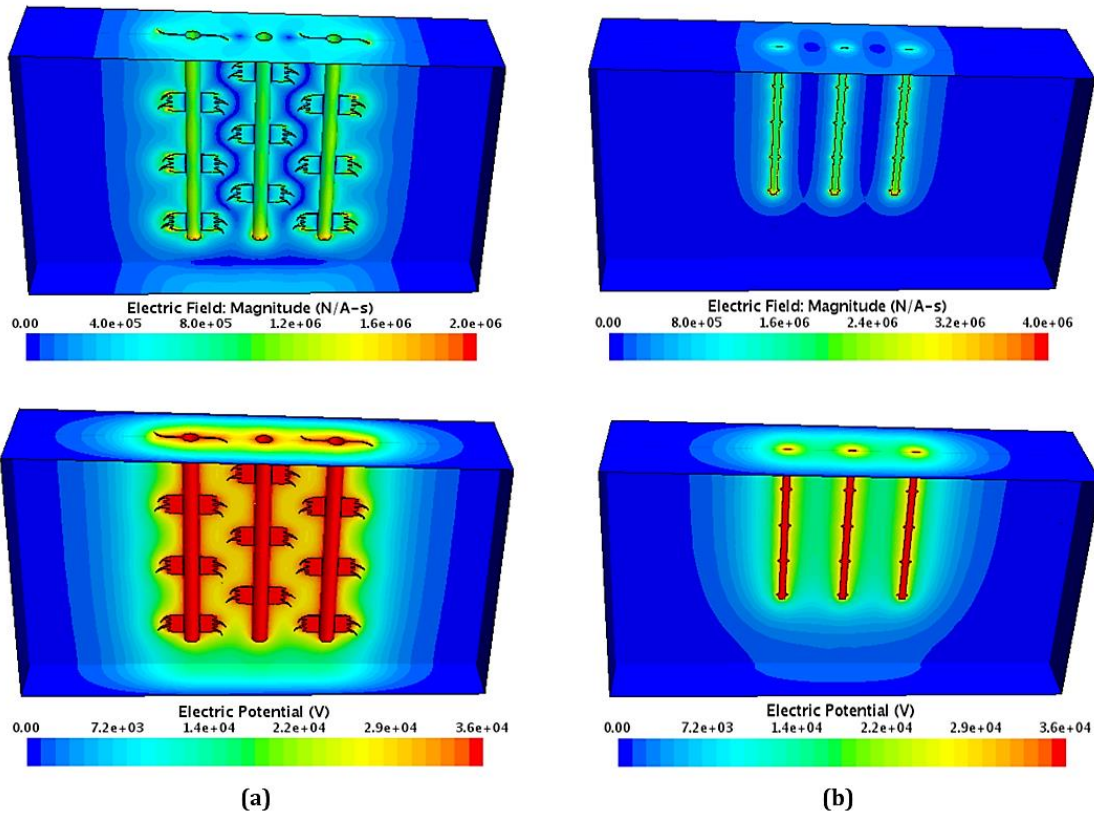 Electric Field: Magnitude (N/A-s)
0.00 4.0e+05 8.0e+05 1.2e+06 1.6e+06 2.0e+06
Electric Field: Magnitude (N/A-s)
0.00 8.0e+05 1.6e+06 2.4e+06 3.2e+06 4.0e+06
Electric Potential (V)
0.00 7.2e+03 1.4e+04 2.2e+04 2.9e+04 3.6e+04
Electric Potential (V)
1.00 7.2e+03 1.4e+04 2.2e+04 2.9e+04 3.6e+04
(a)
(b)